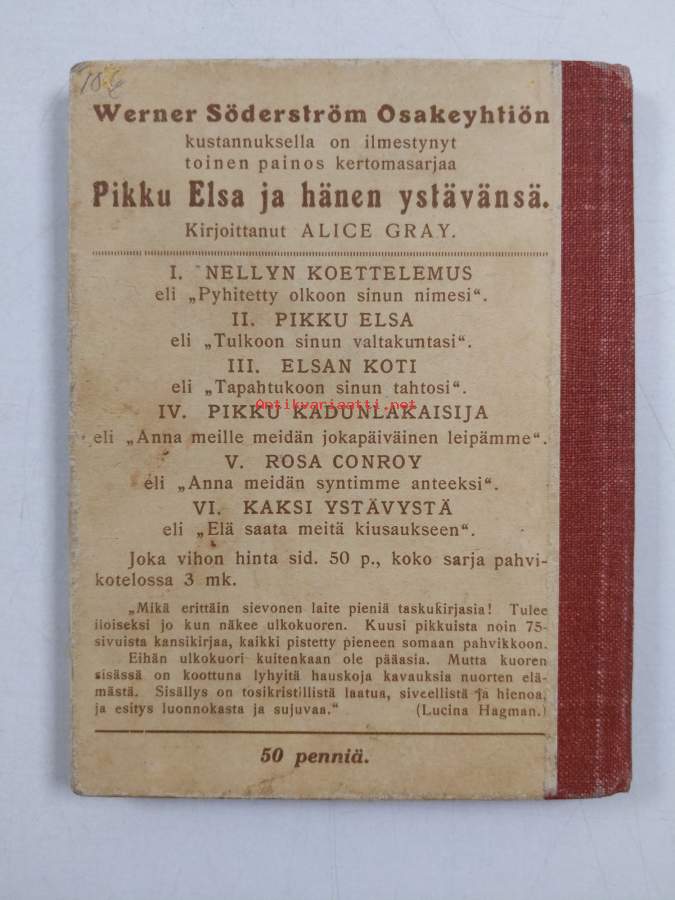 Werner Söderström Osakeyhtiön
kustannuksella on ilmestynyt
toinen painos kertomasarjaa
Pikku Elsa ja hänen ystävänsä.
Kirjoittanut ALICE GRAY.
I. NELLYN KOETTELEMUS
eli „Pyhitetty olkoon sinun nimesi“.
II. PIKKU ELSA
eli „Tulkoon sinun valtakuntasi“.
III. ELSAN KOTI
eli „Tapahtukoon sinun tahtosi“.
Antikvariaatti.net
IV. PIKKU KADUNLAKAISIJA
eli „Anna meille meidän jokapäiväinen leipämme“.
V. ROSA CONROY
eli „Anna meidän syntimme anteeksi“.
VI. KAKSI YSTÄVYSTÄ
eli „Elä saata meitä kiusaukseen“.
Joka vihon hinta sid. 50 p., koko sarja pahvi-
kotelossa 3 mk.
„Mikä erittäin sievonen laite pieniä taskukirjasia! Tulee
iloiseksi jo kun näkee ulkokuoren. Kuusi pikkuista noin 75-
sivuista kansikirjaa, kaikki pistetty pieneen somaan pahvikkoon.
Eihän ulkokuori kuitenkaan ole pääasia. Mutta kuoren
sisässä on koottuna lyhyitä hauskoja kavauksia nuorten elä-
mästä. Sisällys on tosikristillistä laatua, siveellistä ja hienoa,
ja esitys luonnokasta ja sujuvaa.“ (Lucina Hagman.)
50 penniä.